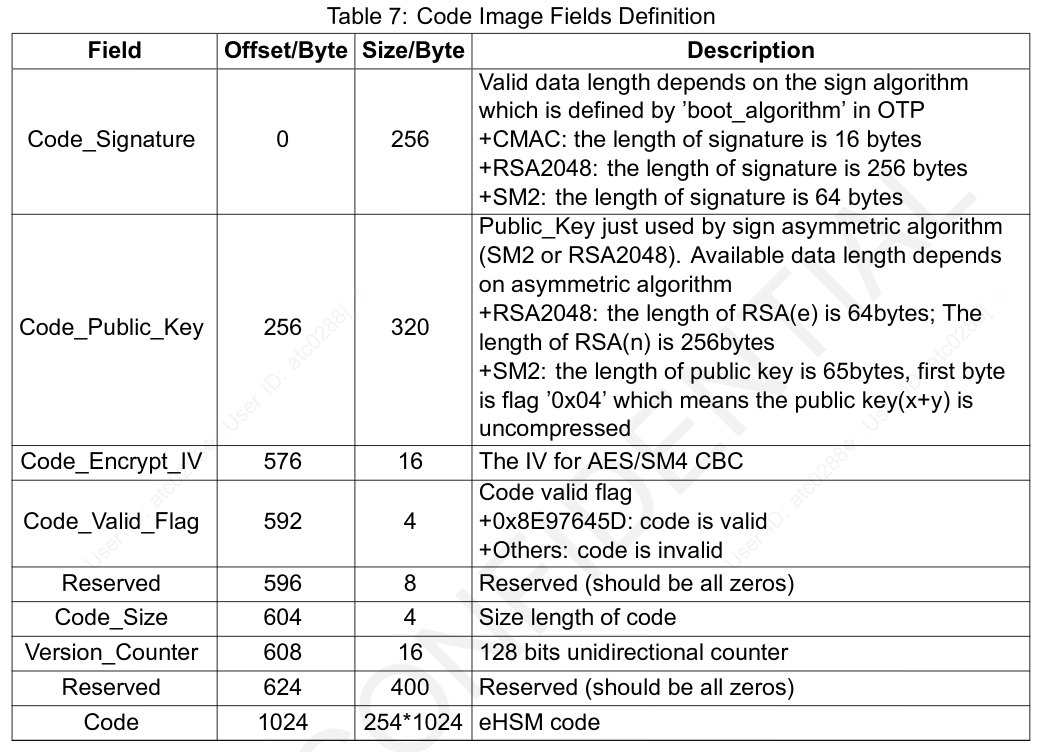 Table 7: Code Image Fields Definition
Field Offset/Byte Size/Byte Description
Code_Signature 0 256 Valid data length depends on the sign algorithm
which is defined by ’boot_algorithm’ in OTP
+CMAC: the length of signature is 16 bytes
+RSA2048: the length of signature is 256 bytes
+SM2: the length of signature is 64 bytes
Code_Public_Key 256 320 Public_Key just used by sign asymmetric algorithm
(SM2 or RSA2048). Available data length depends
on asymmetric algorithm
+RSA2048: the length of RSA(e) is 64bytes; The
length of RSA(n) is 256bytes
+SM2: the length of public key is 65bytes, first byte
is flag ’0x04’ which means the public key(x+y) is
uncompressed
Code_Encrypt_IV 576 16 The IV for AES/SM4 CBC
Code_Valid_Flag 592 4 Code valid flag
+0x8E97645D: code is valid
+Others: code is invalid
Reserved 596 8 Reserved (should be all zeros)
Code_Size 604 4 Size length of code
Version_Counter 608 16 128 bits unidirectional counter
Reserved 624 400 Reserved (should be all zeros)
Code 1024 254*1024 eHSM code
CONFIDENTIAL